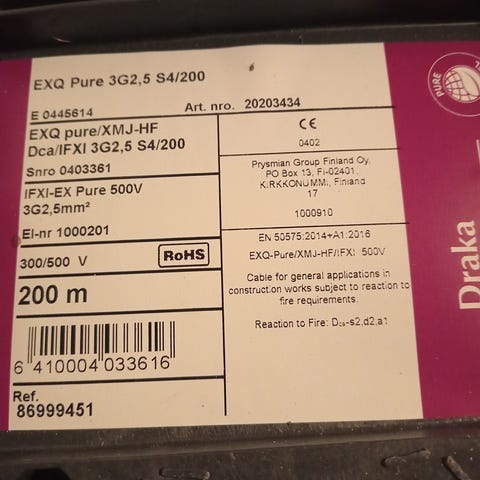 EXQ Pure 3G2,5 S4/200
E 0445614
Art. nro. 20203434
EXQ pure/XMJ-HF
Dca/IFXI 3G2,5 S4/200
Snro 0403361
IFXI-EX Pure 500V
3G2,5mm²
El-nr 1000201
300/500 V
RoHS
200 m
6 410004 033616
Ref.
86999451
CE
0402
Prysmian Group Finland Oy.
PO Box 13, FI-02401,
KIRKKONUMMI, Finland
17
1000910
EN 50575:2014+A1:2016
EXQ-Pure/XMJ-HF/IFXI 500V
Cable for general applications in
construction works subject to reaction to
fire requirements.
Reaction to Fire: Dca-s2,d2,a1
PURE
Draka